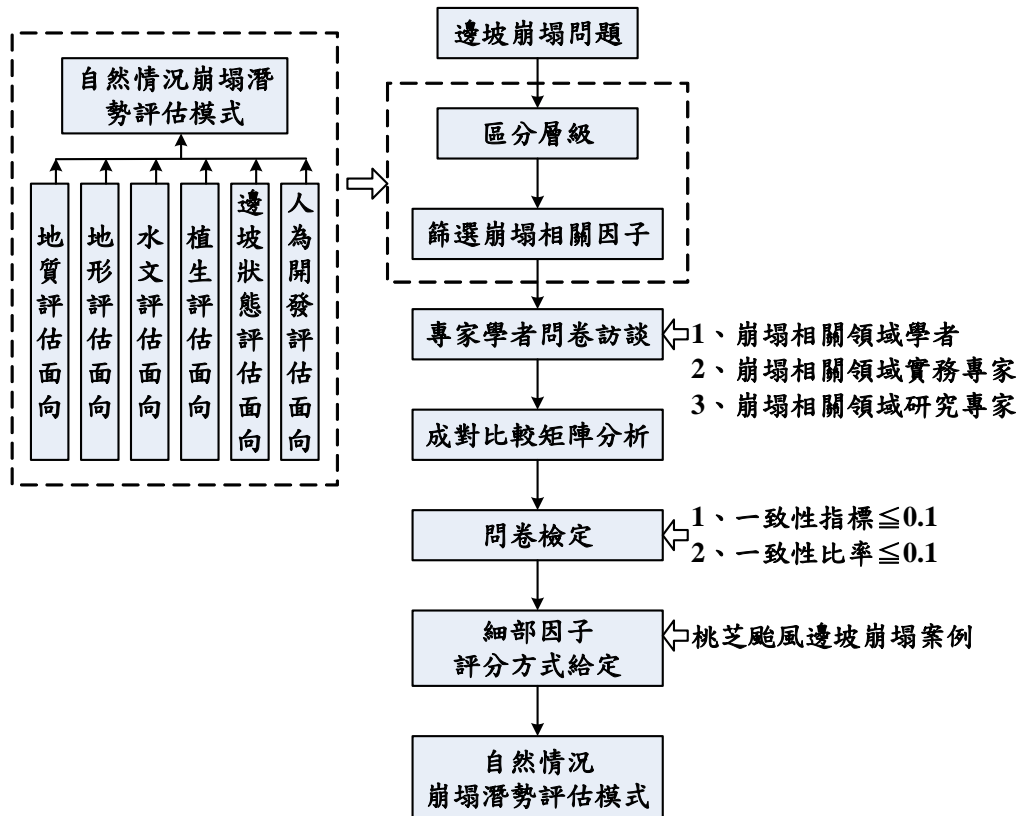 邊坡崩塌問題
自然情況崩塌潛
勢評估模式
地質評估面向
地形評估面向
水文評估面向
植生評估面向
邊坡狀態評估面向
人為開發評估面向
區分層級
篩選崩塌相關因子
專家學者問卷訪談
1、崩塌相關領域學者
2、崩塌相關領域實務專家
3、崩塌相關領域研究專家
成對比較矩陣分析
問卷檢定
1、一致性指標≦0.1
2、一致性比率≦0.1
細部因子
評分方式給定
桃芝颱風邊坡崩塌案例
自然情況
崩塌潛勢評估模式